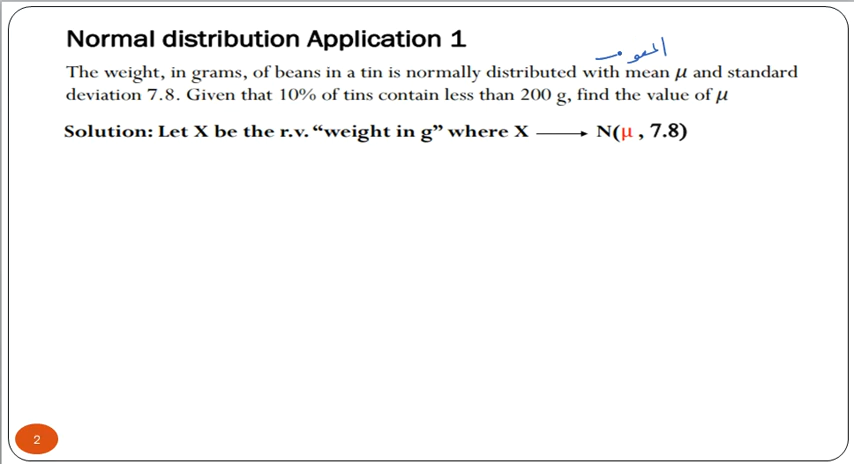 Normal distribution Application 1
The weight, in grams, of beans in a tin is normally distributed with mean μ and standard
deviation 7.8. Given that 10% of tins contain less than 200 g, find the value of μ
Solution: Let X be the r.v. “weight in g” where X ⟶ N(μ , 7.8)
2